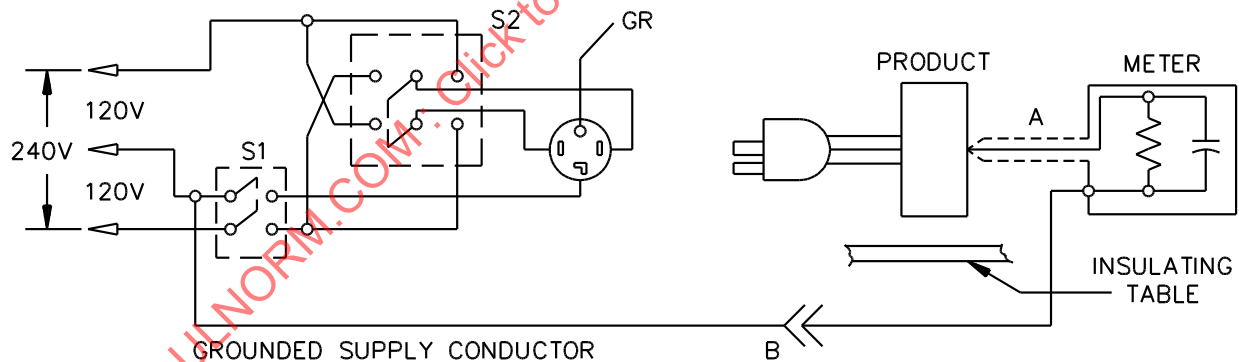 S2
GR
PRODUCT
METER
120V
A
240V
S1
120V
INSULATING
TABLE
GROUNDED SUPPLY CONDUCTOR
B
ULNORM.COM : Click to